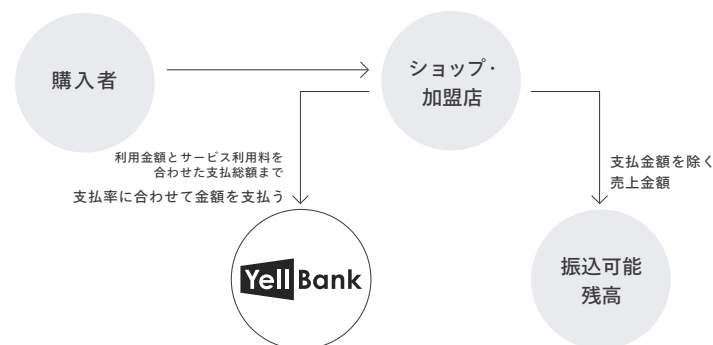 購入者
ショップ・
加盟店
利用金額とサービス利用料を
合わせた支払総額まで
支払率に合わせて金額を支払う
支払金額を除く
売上金額
Yell Bank
振込可能
残高